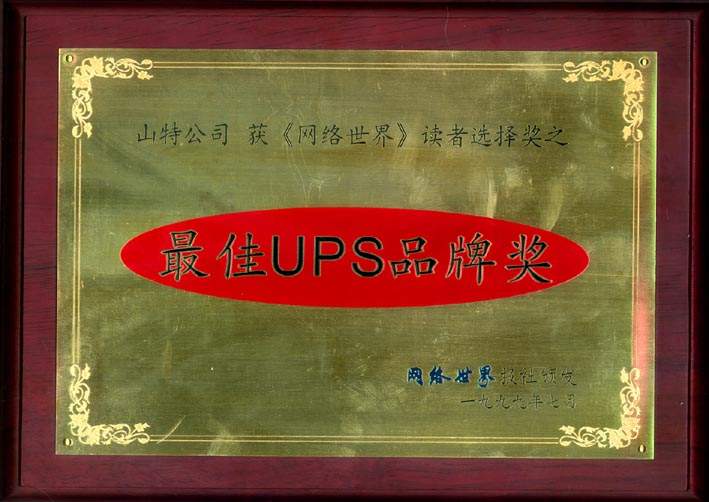 山特公司 获《网络世界》读者选择奖之
最佳UPS品牌奖
网络世界报社颁发
一九九九年七月